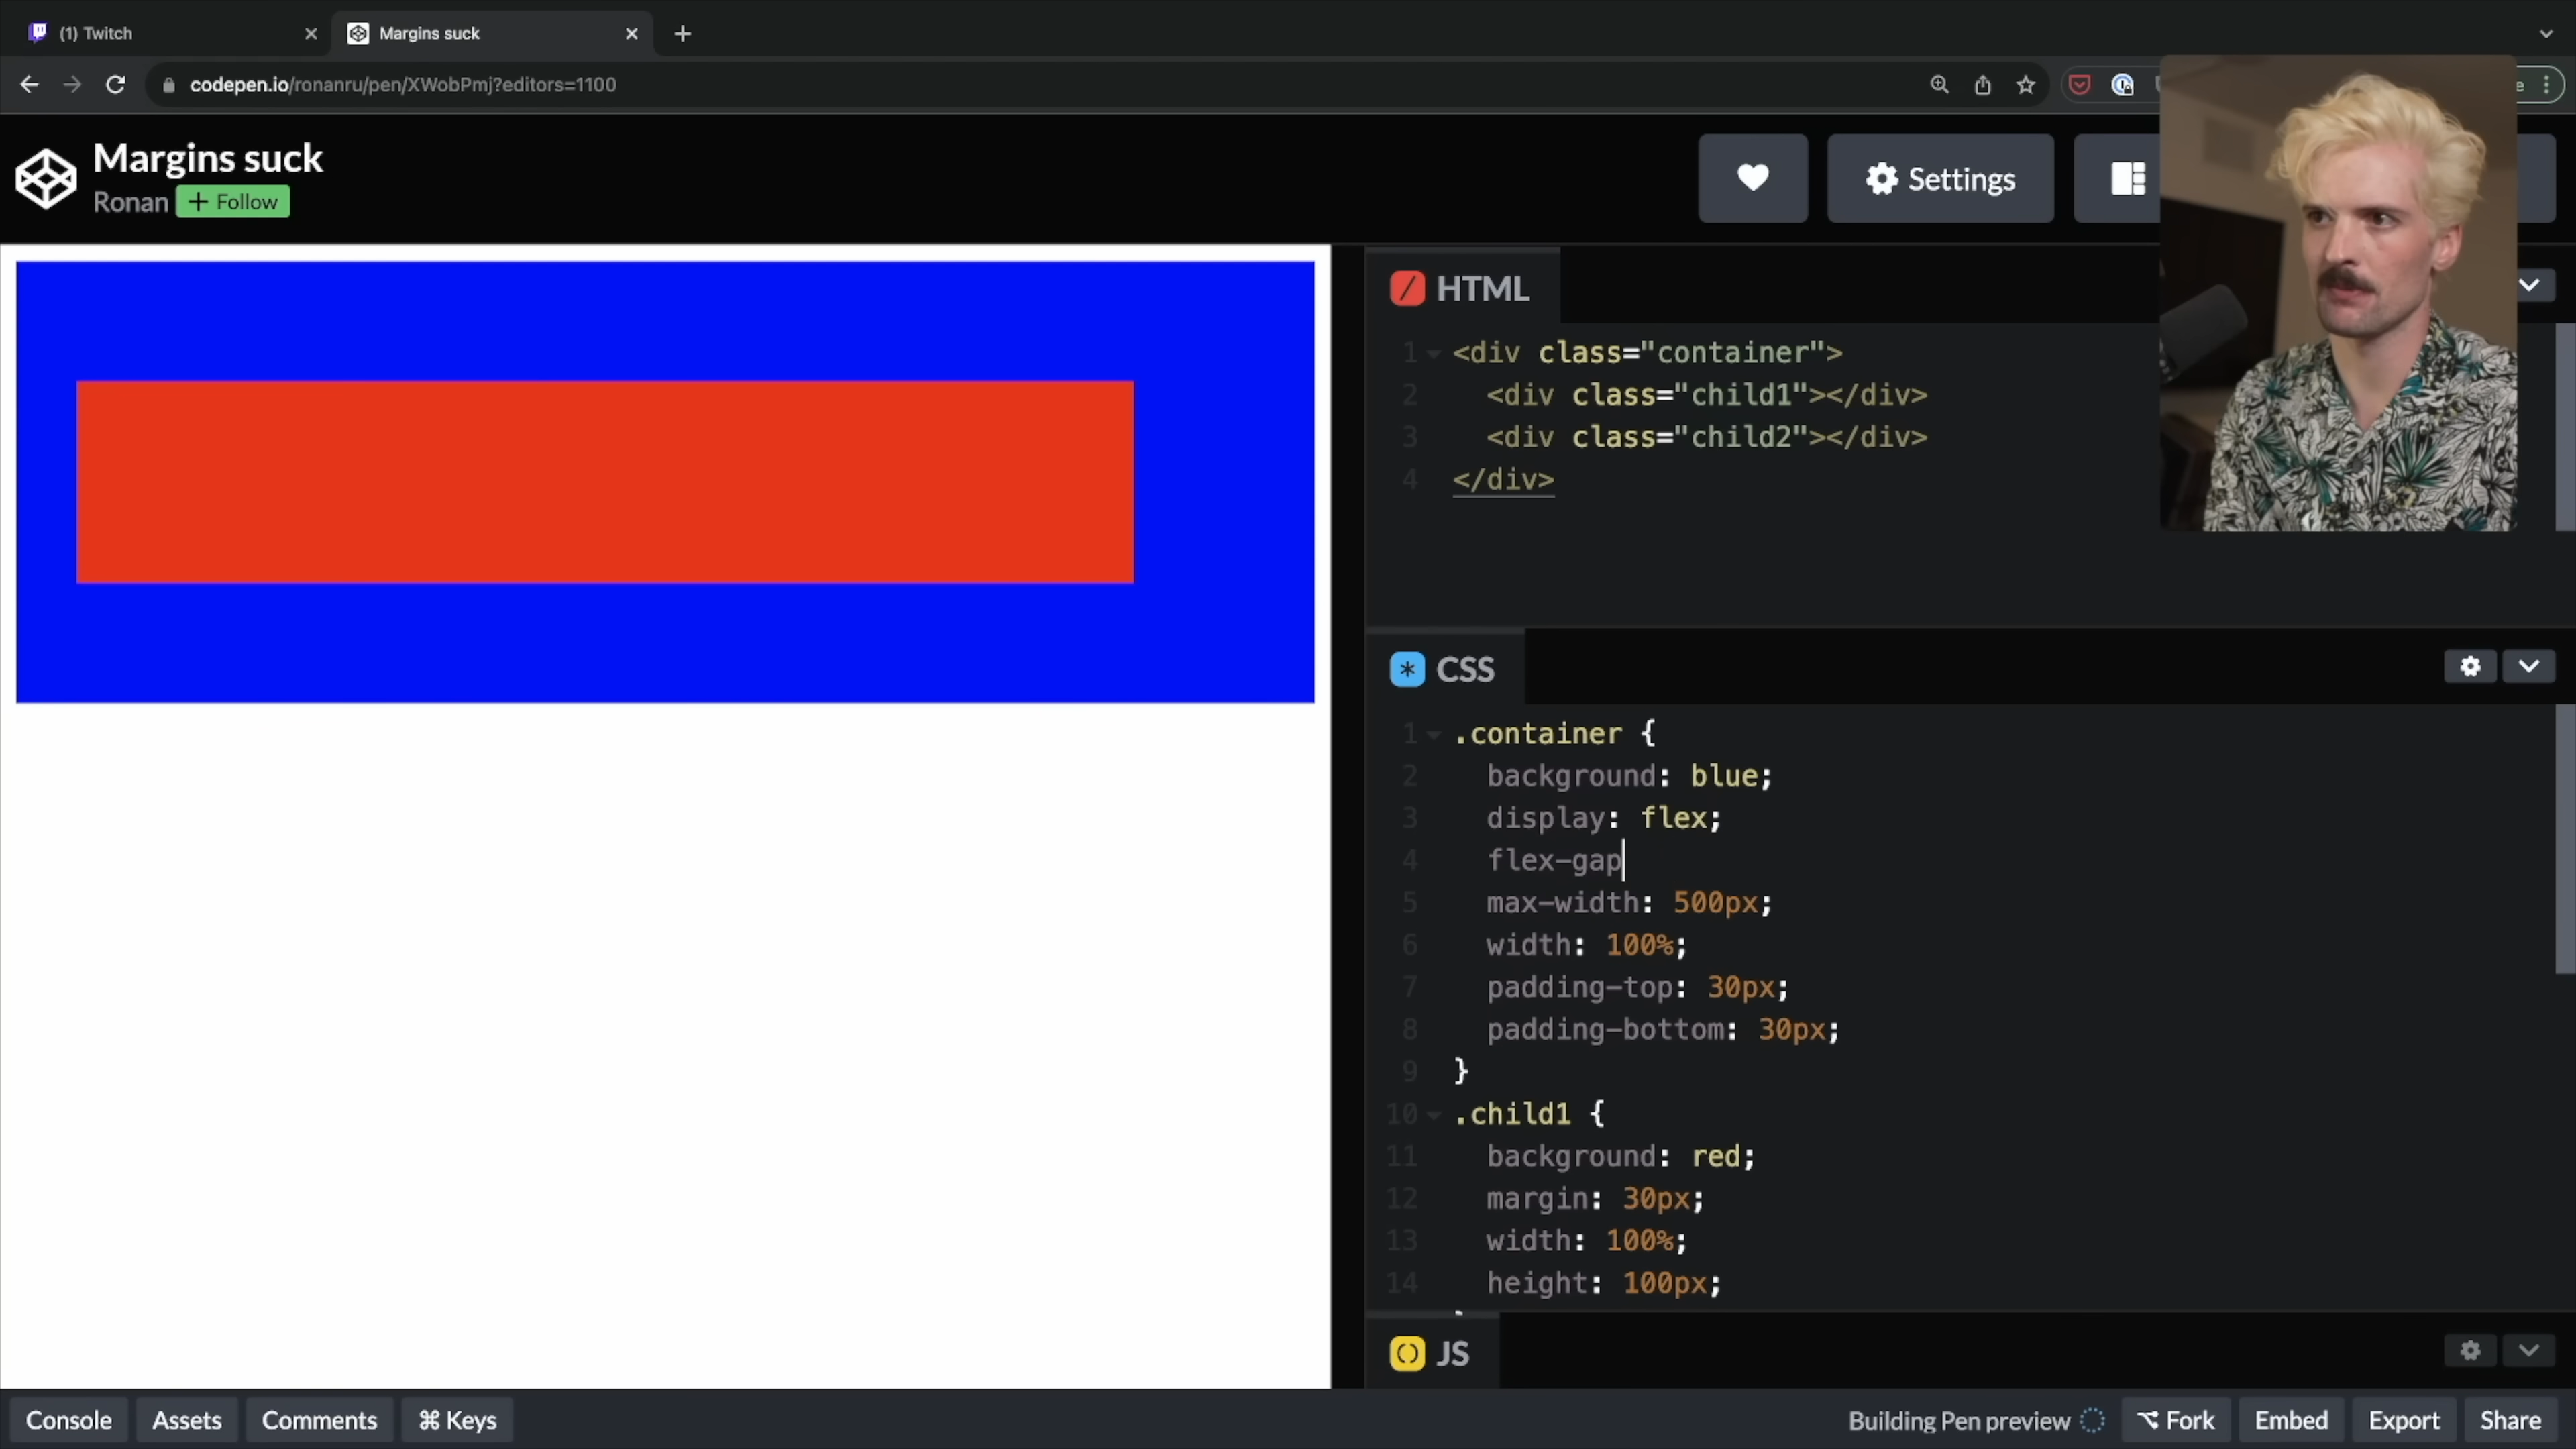 (1) Twitch
Margins suck
codepen.io/ronanru/pen/XWobPmj?editors=1100
e
Margins suck
Ronan + Follow
Settings
HTML
1 <div class="container">
2 <div class="child1"></div>
3 <div class="child2"></div>
4 </div>
CSS
1 .container {
2 background: blue;
3 display: flex;
4 flex-gap
5 max-width: 500px;
6 width: 100%;
7 padding-top: 30px;
8 padding-bottom: 30px;
9 }
10 .child1 {
11 background: red;
12 margin: 30px;
13 width: 100%;
14 height: 100px;
JS
Console Assets Comments ⌘ Keys Building Pen preview Fork Embed Export Share